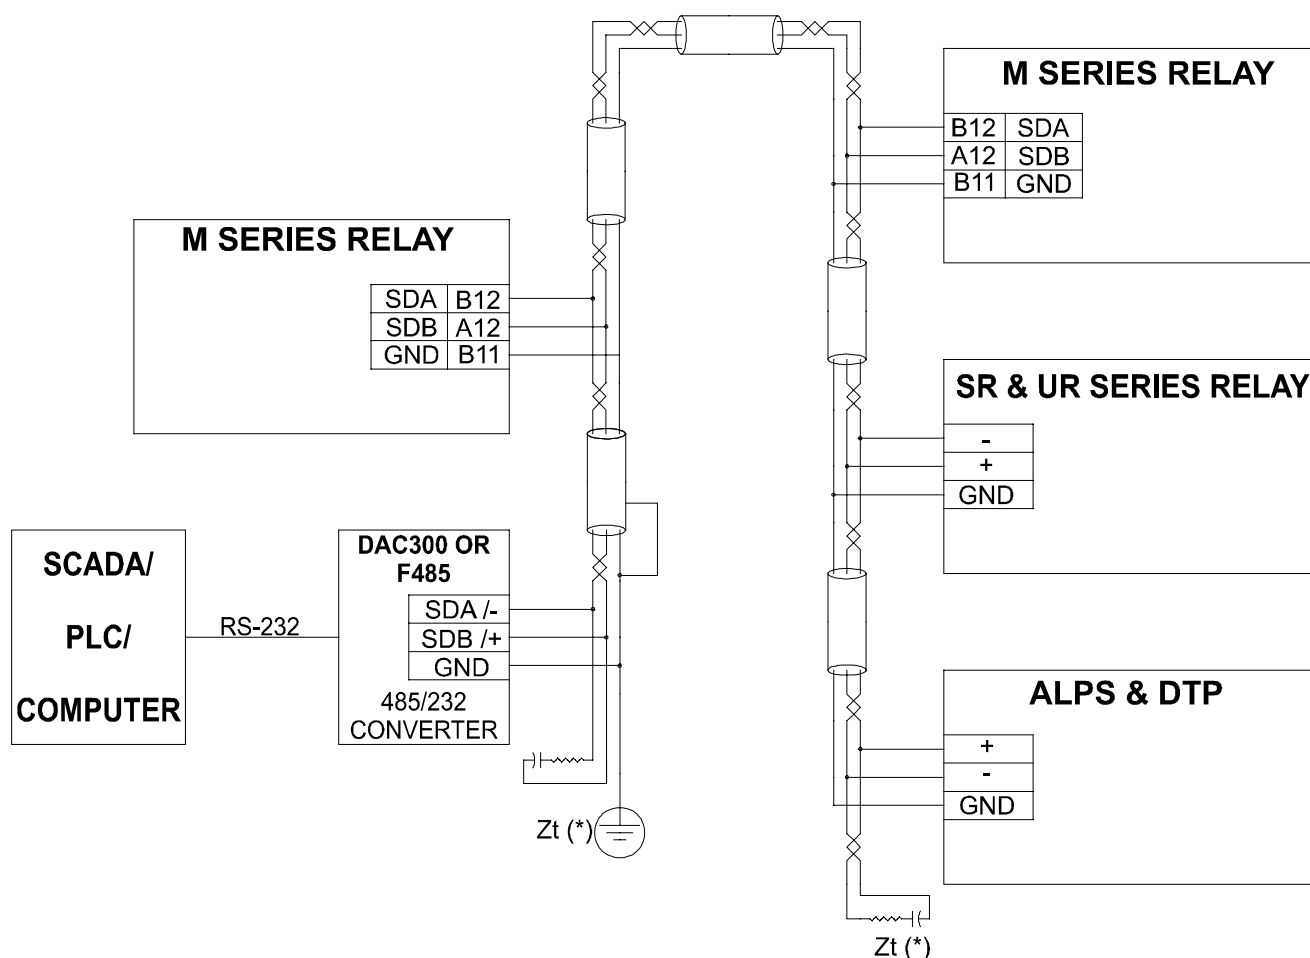 M SERIES RELAY
B12 SDA
A12 SDB
B11 GND
M SERIES RELAY
SDA B12
SDB A12
GND B11
SR & UR SERIES RELAY
-
+
GND
SCADA/
PLC/
COMPUTER
RS-232
DAC300 OR
F485
SDA /-
SDB /+
GND
485/232
CONVERTER
Zt (*)
ALPS & DTP
+
-
GND
Zt (*)